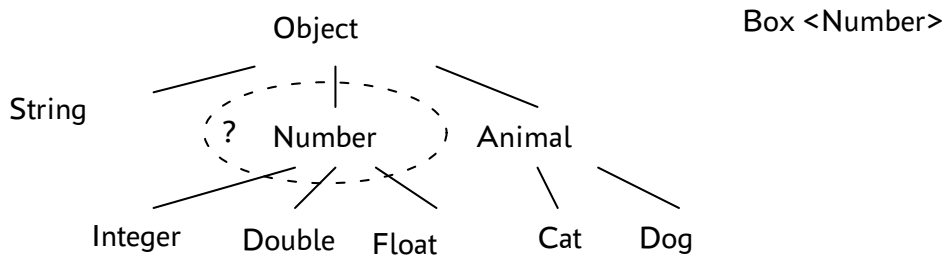 Object
Box <Number>
String
? Number
Animal
Integer
Double
Float
Cat
Dog